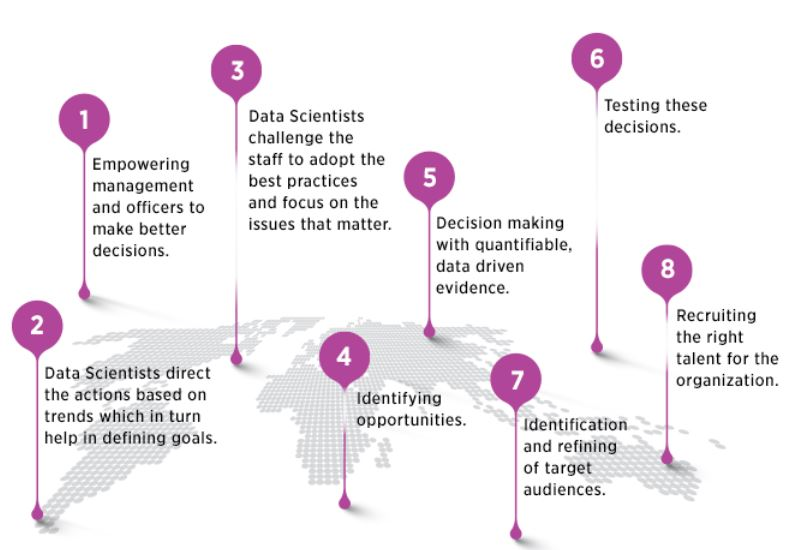 1
Empowering
management
and officers to
make better
decisions.
2
Data Scientists direct
the actions based on
trends which in turn
help in defining goals.
3
Data Scientists
challenge the
staff to adopt the
best practices
and focus on the
issues that matter.
4
Identifying
opportunities.
5
Decision making
with quantifiable,
data driven
evidence.
6
Testing these
decisions.
7
Identification
and refining
of target
audiences.
8
Recruiting
the right
talent for the
organization.